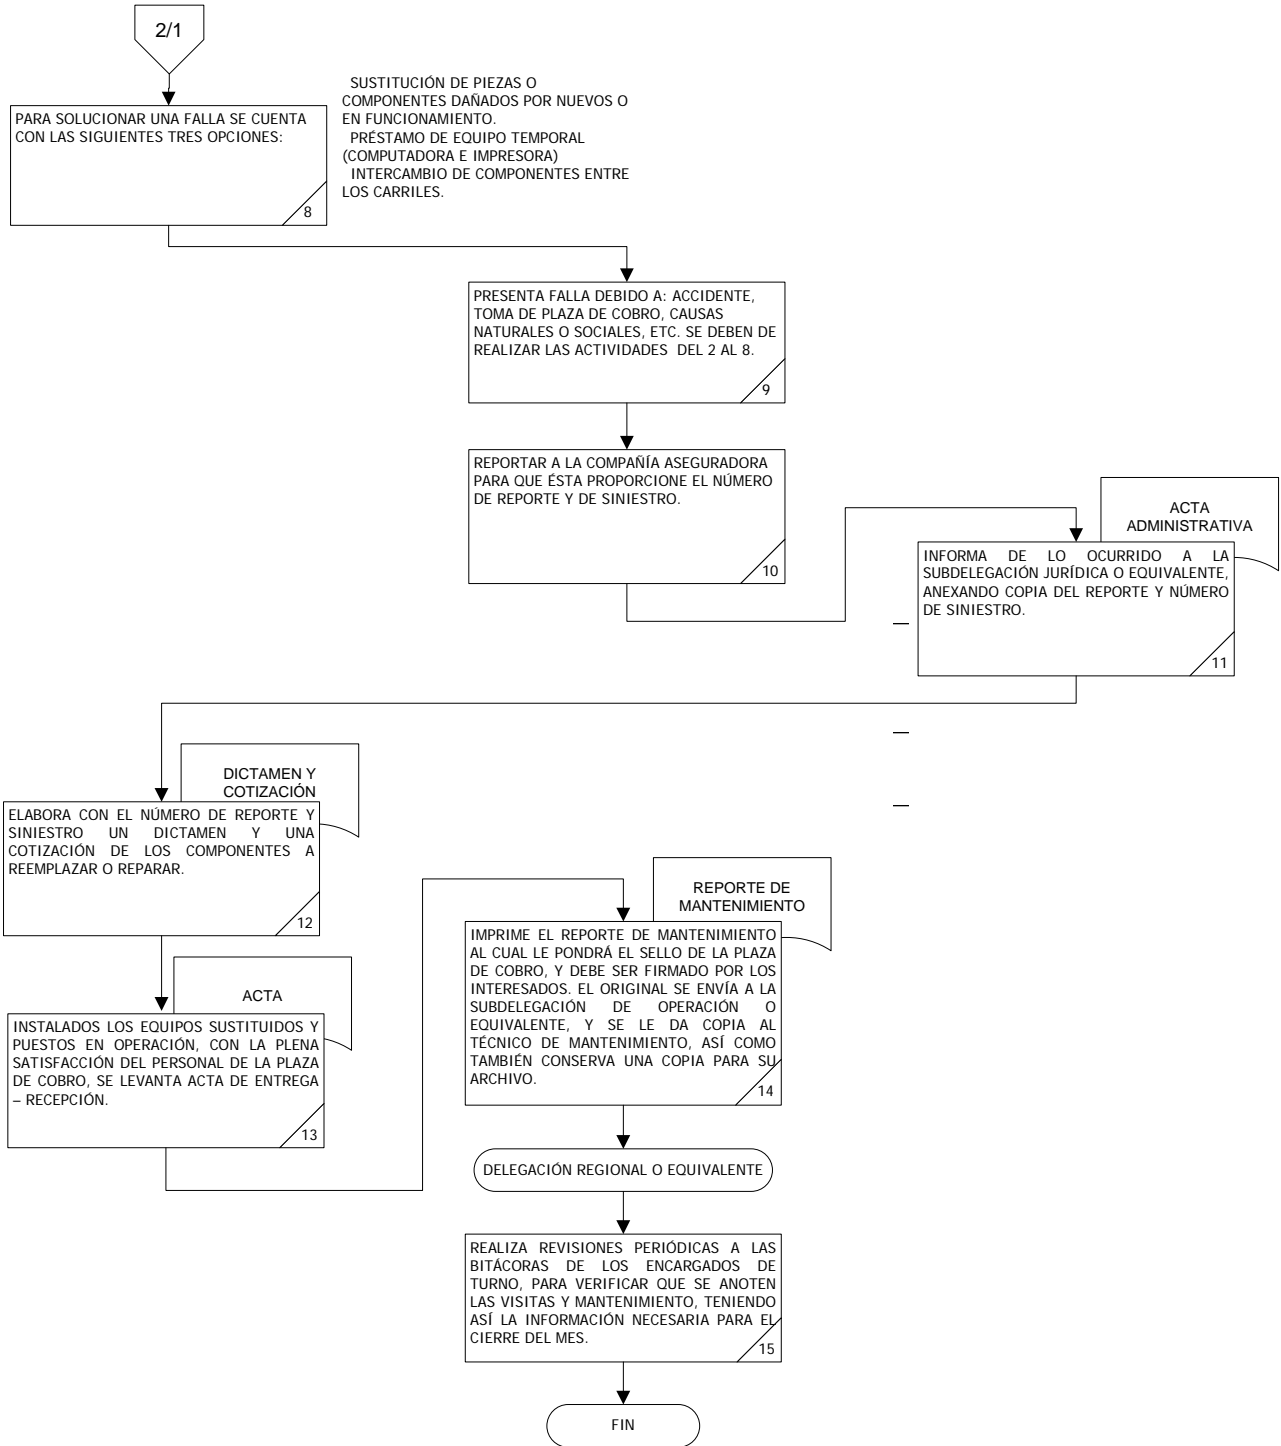 2/1
PARA SOLUCIONAR UNA FALLA SE CUENTA
CON LAS SIGUIENTES TRES OPCIONES:
8
SUSTITUCIÓN DE PIEZAS O
COMPONENTES DAÑADOS POR NUEVOS O
EN FUNCIONAMIENTO.
PRÉSTAMO DE EQUIPO TEMPORAL
(COMPUTADORA E IMPRESORA)
INTERCAMBIO DE COMPONENTES ENTRE
LOS CARRILES.
PRESENTA FALLA DEBIDO A: ACCIDENTE,
TOMA DE PLAZA DE COBRO, CAUSAS
NATURALES O SOCIALES, ETC. SE DEBEN DE
REALIZAR LAS ACTIVIDADES DEL 2 AL 8.
9
REPORTAR A LA COMPAÑÍA ASEGURADORA
PARA QUE ÉSTA PROPORCIONE EL NÚMERO
DE REPORTE Y DE SINIESTRO.
10
ACTA
ADMINISTRATIVA
INFORMA DE LO OCURRIDO A LA
SUBDELEGACIÓN JURÍDICA O EQUIVALENTE,
ANEXANDO COPIA DEL REPORTE Y NÚMERO
DE SINIESTRO.
11
DICTAMEN Y
COTIZACIÓN
ELABORA CON EL NÚMERO DE REPORTE Y
SINIESTRO UN DICTAMEN Y UNA
COTIZACIÓN DE LOS COMPONENTES A
REEMPLAZAR O REPARAR.
12
ACTA
INSTALADOS LOS EQUIPOS SUSTITUIDOS Y
PUESTOS EN OPERACIÓN, CON LA PLENA
SATISFACCIÓN DEL PERSONAL DE LA PLAZA
DE COBRO, SE LEVANTA ACTA DE ENTREGA
– RECEPCIÓN.
13
REPORTE DE
MANTENIMIENTO
IMPRIME EL REPORTE DE MANTENIMIENTO
AL CUAL LE PONDRÁ EL SELLO DE LA PLAZA
DE COBRO, Y DEBE SER FIRMADO POR LOS
INTERESADOS. EL ORIGINAL SE ENVÍA A LA
SUBDELEGACIÓN DE OPERACIÓN O
EQUIVALENTE, Y SE LE DA COPIA AL
TÉCNICO DE MANTENIMIENTO, ASÍ COMO
TAMBIÉN CONSERVA UNA COPIA PARA SU
ARCHIVO.
14
DELEGACIÓN REGIONAL O EQUIVALENTE
REALIZA REVISIONES PERIÓDICAS A LAS
BITÁCORAS DE LOS ENCARGADOS DE
TURNO, PARA VERIFICAR QUE SE ANOTEN
LAS VISITAS Y MANTENIMIENTO, TENIENDO
ASÍ LA INFORMACIÓN NECESARIA PARA EL
CIERRE DEL MES.
15
FIN